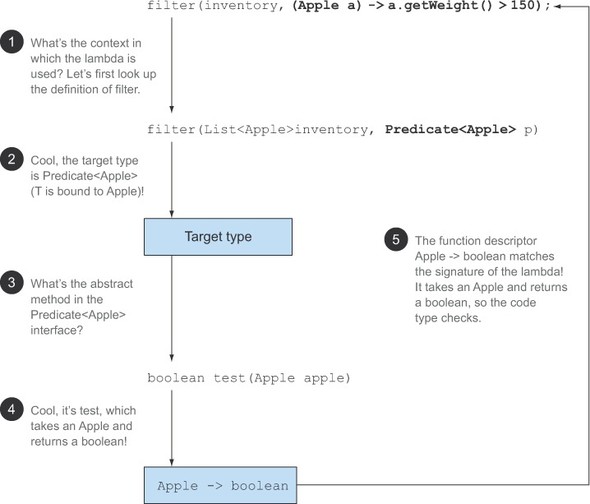 filter(inventory, (Apple a) -> a.getWeight() > 150);
1
What's the context in
which the lambda is
used? Let's first look up
the definition of filter.
filter(List<Apple>inventory, Predicate<Apple> p)
2
Cool, the target type
is Predicate<Apple>
(T is bound to Apple)!
Target type
3
What's the abstract
method in the
Predicate<Apple>
interface?
boolean test(Apple apple)
4
Cool, it's test, which
takes an Apple and
returns a boolean!
Apple -> boolean
5
The function descriptor
Apple -> boolean matches
the signature of the lambda!
It takes an Apple and returns
a boolean, so the code
type checks.